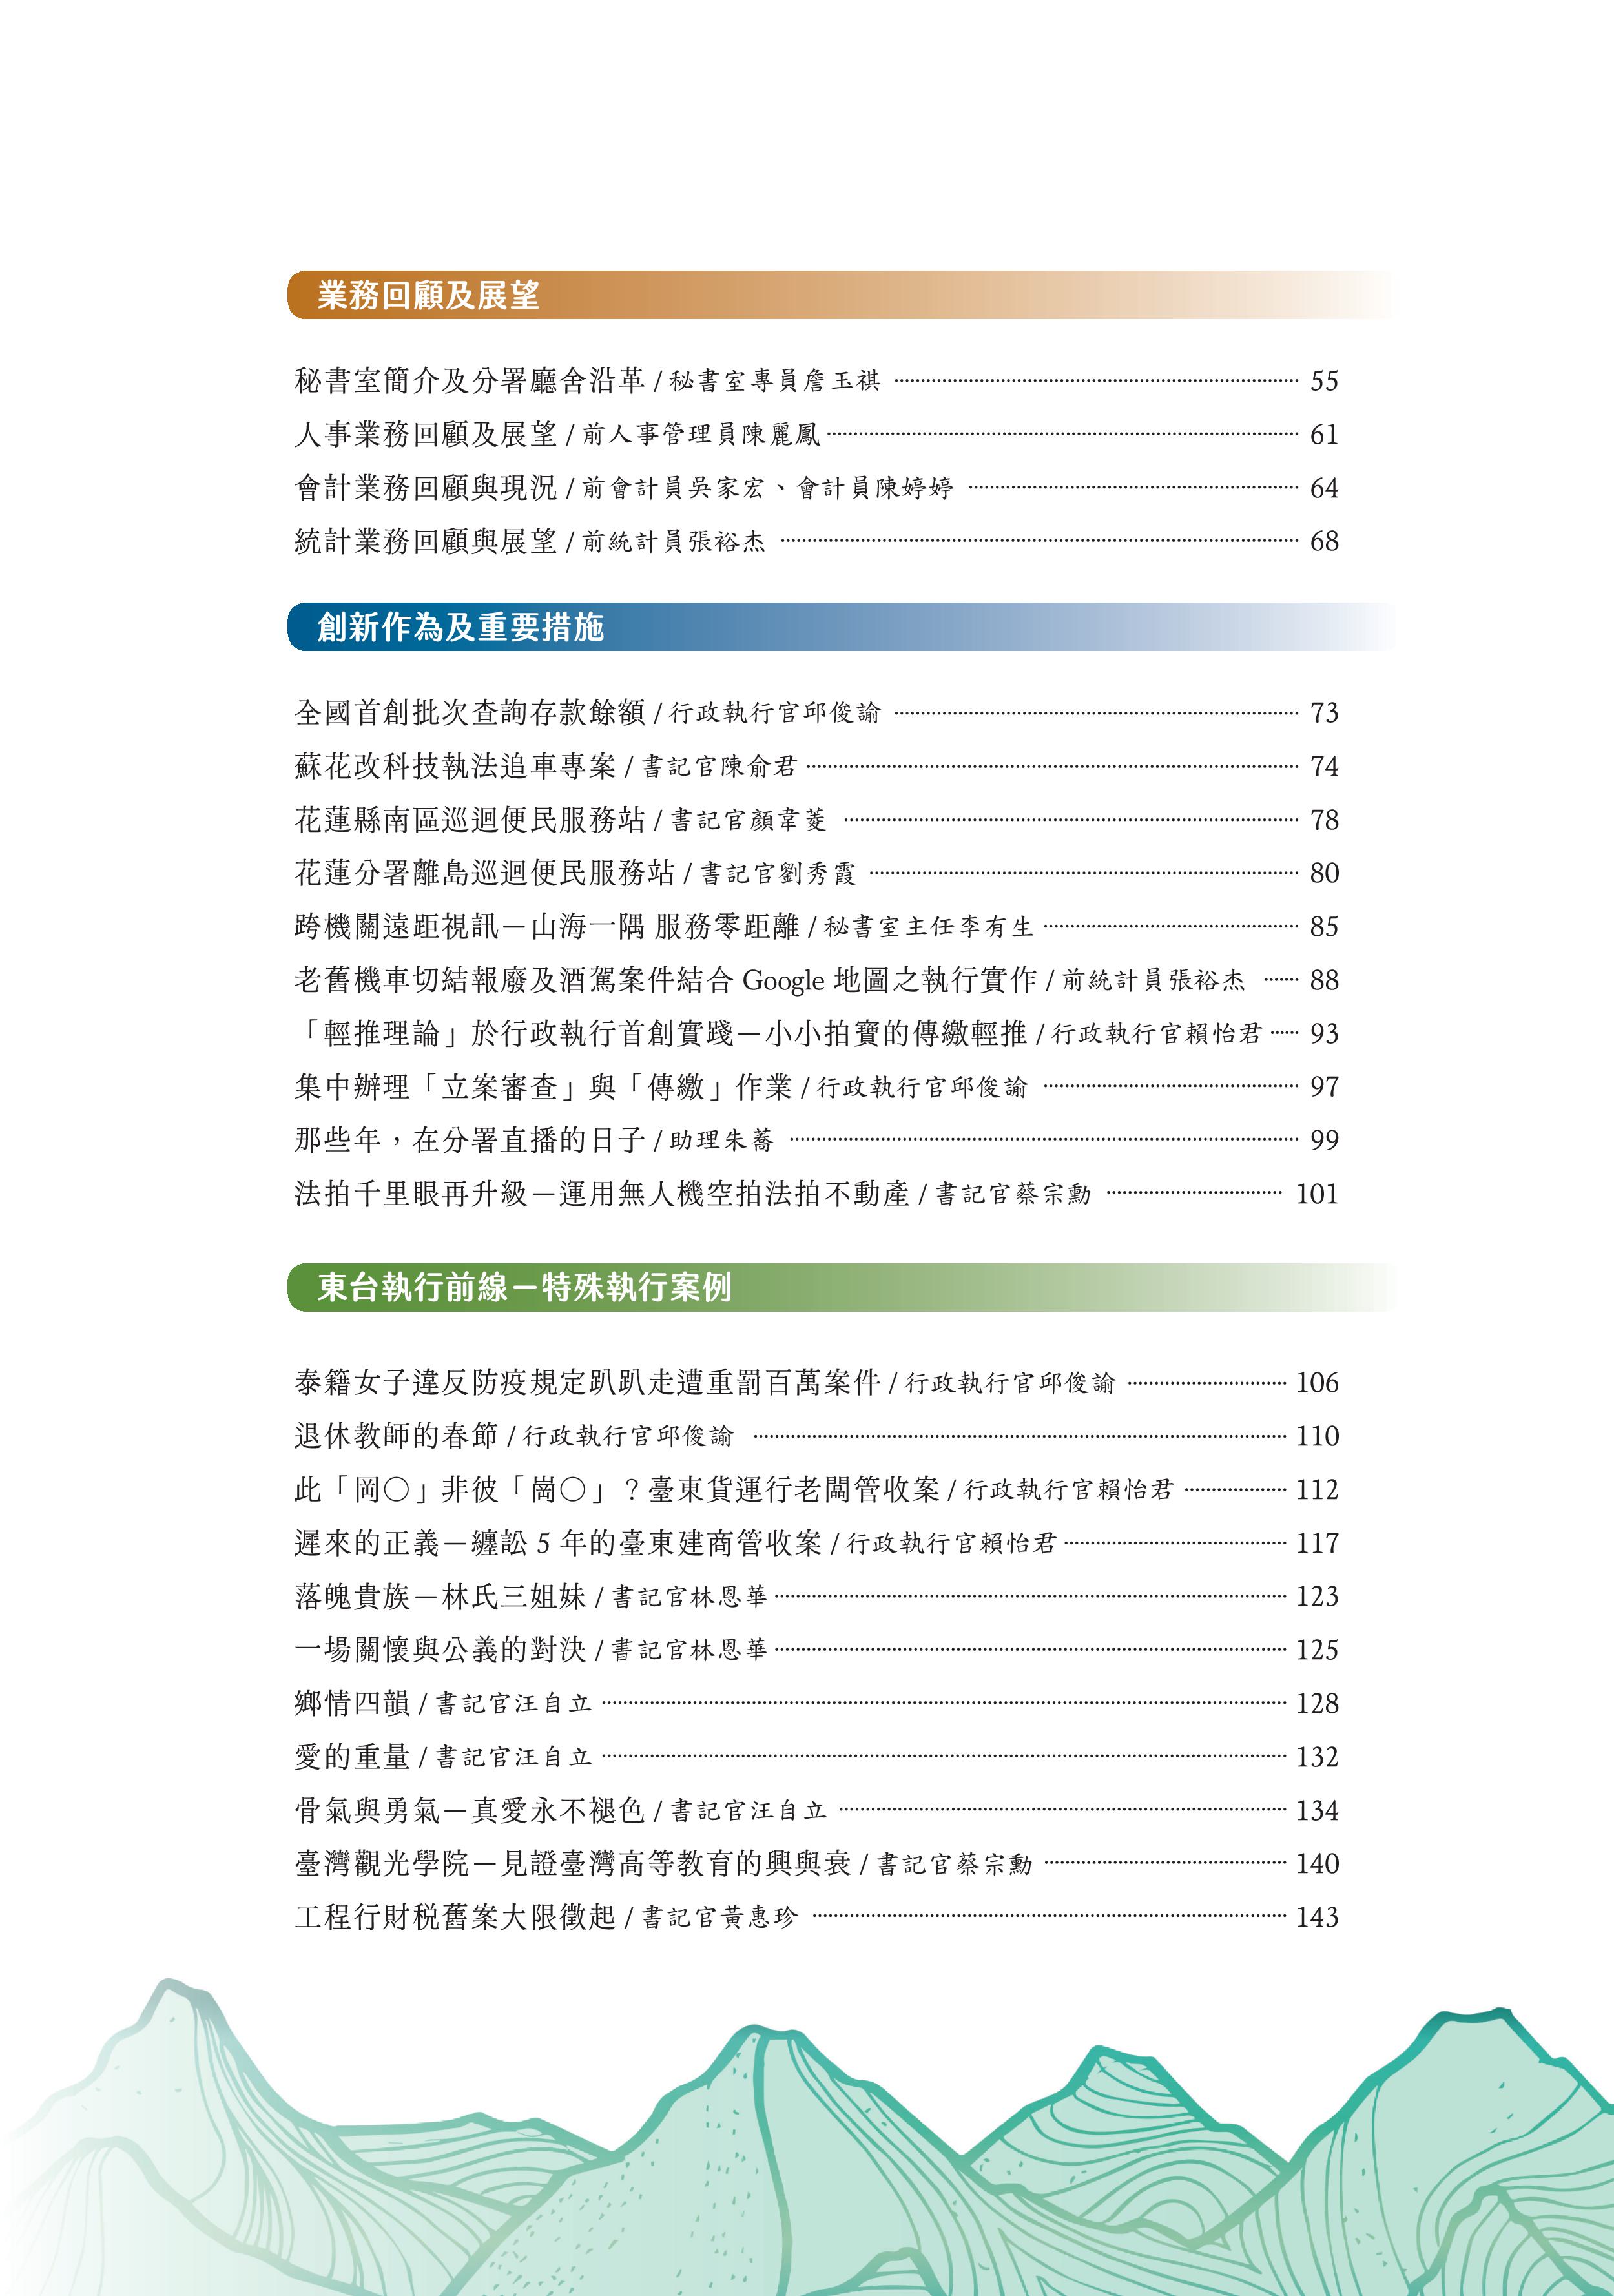 業務回顧及展望
秘書室簡介及分署廳舍沿革 / 秘書室專員詹玉祺 55
人事業務回顧及展望 / 前人事管理員陳麗鳳 61
會計業務回顧與現況 / 前會計員吳家宏、會計員陳婷婷 64
統計業務回顧與展望 / 前統計員張裕杰 68
創新作為及重要措施
全國首創批次查詢存款餘額 / 行政執行官邱俊諭 73
蘇花改科技執法追車專案 / 書記官陳俞君 74
花蓮縣南區巡迴便民服務站 / 書記官顏韋菱 78
花蓮分署離島巡迴便民服務站 / 書記官劉秀霞 80
跨機關遠距視訊－山海一隅 服務零距離 / 秘書室主任李有生 85
老舊機車切結報廢及酒駕案件結合 Google 地圖之執行實作 / 前統計員張裕杰 88
「輕推理論」於行政執行首創實踐－小小拍寶的傳繳輕推 / 行政執行官賴怡君 93
集中辦理「立案審查」與「傳繳」作業 / 行政執行官邱俊諭 97
那些年，在分署直播的日子 / 助理朱蕎 99
法拍千里眼再升級－運用無人機空拍法拍不動產 / 書記官蔡宗勳 101
東台執行前線－特殊執行案例
泰籍女子違反防疫規定趴趴走遭重罰百萬案件 / 行政執行官邱俊諭 106
退休教師的春節 / 行政執行官邱俊諭 110
此「岡〇」非彼「崗〇」？臺東貨運行老闆管收案 / 行政執行官賴怡君 112
遲來的正義－纏訟 5 年的臺東建商管收案 / 行政執行官賴怡君 117
落魄貴族－林氏三姐妹 / 書記官林恩華 123
一場關懷與公義的對決 / 書記官林恩華 125
鄉情四韻 / 書記官汪自立 128
愛的重量 / 書記官汪自立 132
骨氣與勇氣－真愛永不褪色 / 書記官汪自立 134
臺灣觀光學院－見證臺灣高等教育的興與衰 / 書記官蔡宗勳 140
工程行財稅舊案大限徵起 / 書記官黃惠珍 143